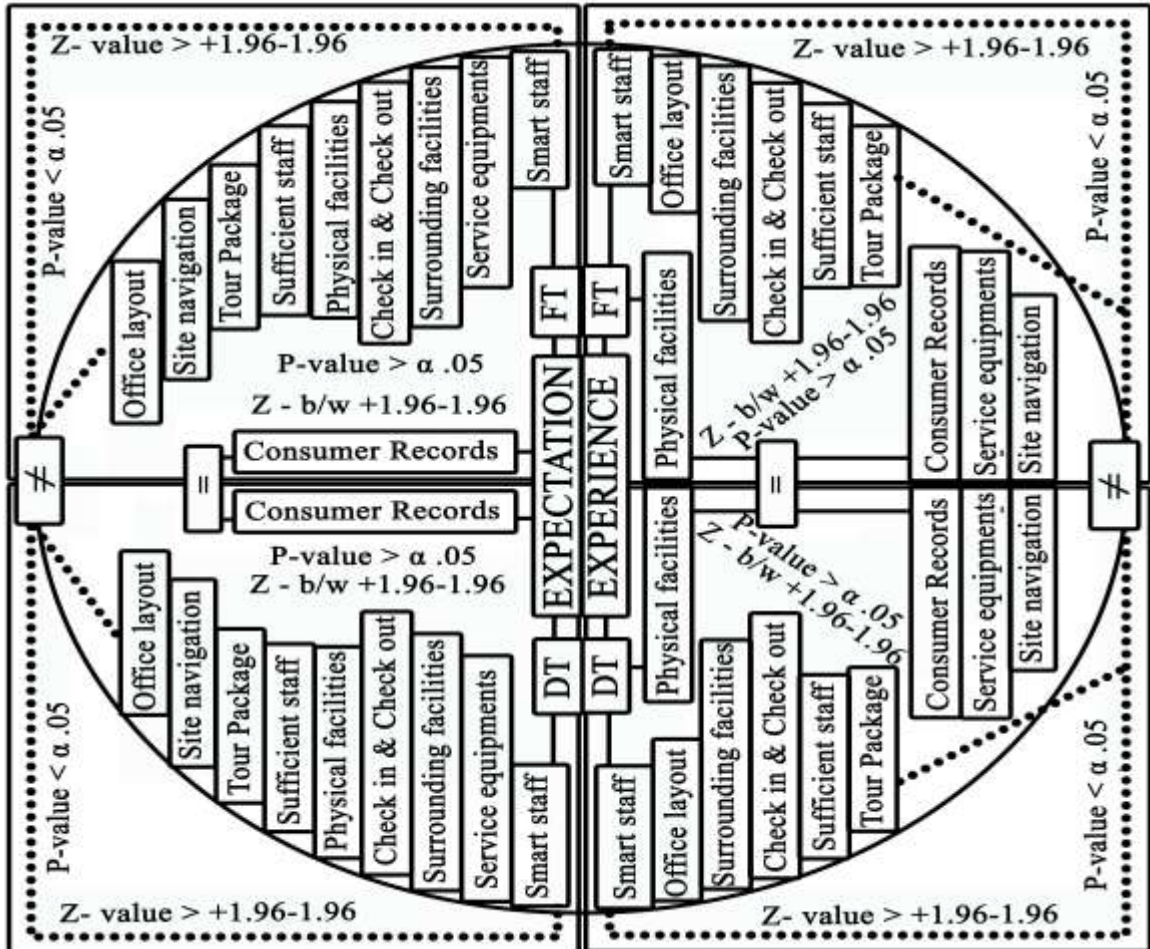 Z- value > +1.96-1.96
P-value < α .05
Office layout
Site navigation
Tour Package
Sufficient staff
Physical facilities
Check in & Check out
Surrounding facilities
Service equipments
Smart staff
FT
P-value > α .05
Z - b/w +1.96-1.96
Consumer Records
=
≠
EXPECTATION
Z- value > +1.96-1.96
P-value < α .05
Smart staff
Office layout
Surrounding facilities
Check in & Check out
Sufficient staff
Tour Package
FT
Physical facilities
Z - b/w +1.96-1.96
P-value > α .05
Consumer Records
Service equipments
Site navigation
=
≠
EXPERIENCE
Consumer Records
P-value > α .05
Z - b/w +1.96-1.96
Office layout
Site navigation
Tour Package
Sufficient staff
Physical facilities
Check in & Check out
Surrounding facilities
Service equipments
Smart staff
DT
P-value < α .05
Z- value > +1.96-1.96
Physical facilities
P-value > α .05
Z - b/w +1.96-1.96
Consumer Records
Service equipments
Site navigation
DT
Smart staff
Office layout
Surrounding facilities
Check in & Check out
Sufficient staff
Tour Package
P-value < α .05
Z- value > +1.96-1.96